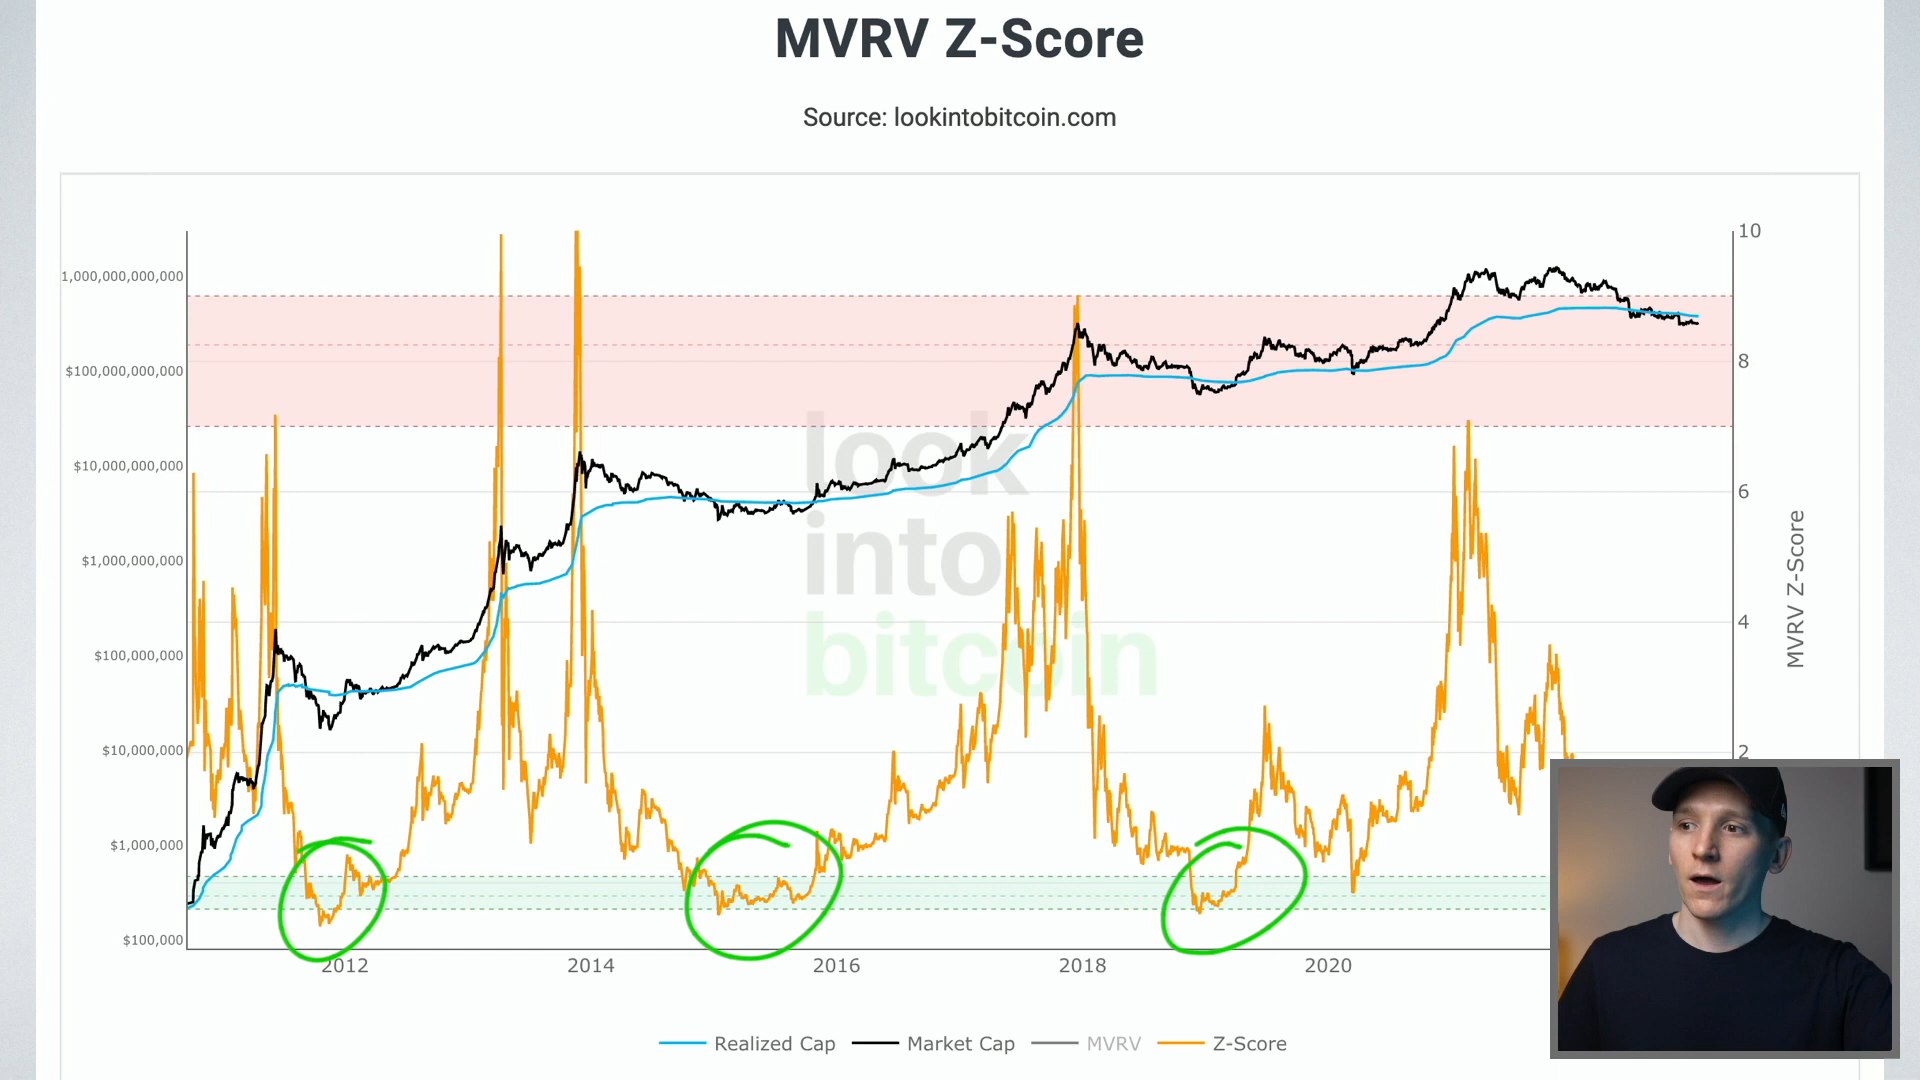 MVRV Z-Score
Source: lookintobitcoin.com
1,000,000,000,000
$100,000,000,000
$10,000,000,000
$1,000,000,000
$100,000,000
$10,000,000
$1,000,000
$100,000
10
8
6
4
2
MVRV Z-Score
look
into
bitcoin
2012
2014
2016
2018
2020
Realized Cap
Market Cap
MVRV
Z-Score